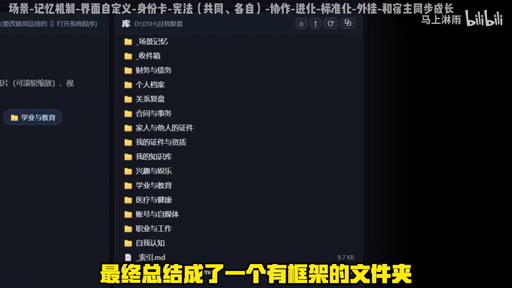 场景-记忆机制-界面自定义-身份卡-宪法（共同、各自）-协作-进化-标准化-外挂-和宿主同步成长
马上淋雨 bilibili
打开系统程序）
库 D:\DSH\自我复盘
片（可滚轮缩放）、视
_场景记忆
_收件箱
财务与债务
个人档案
关系复盘
合同与事务
家人与他人的证件
我的证件与资质
我的知识库
兴趣与娱乐
学业与教育
学业与教育
医疗与健康
账号与自媒体
职业与工作
自我认知
_索引.md 8.7 KB
最终总结成了一个有框架的文件夹